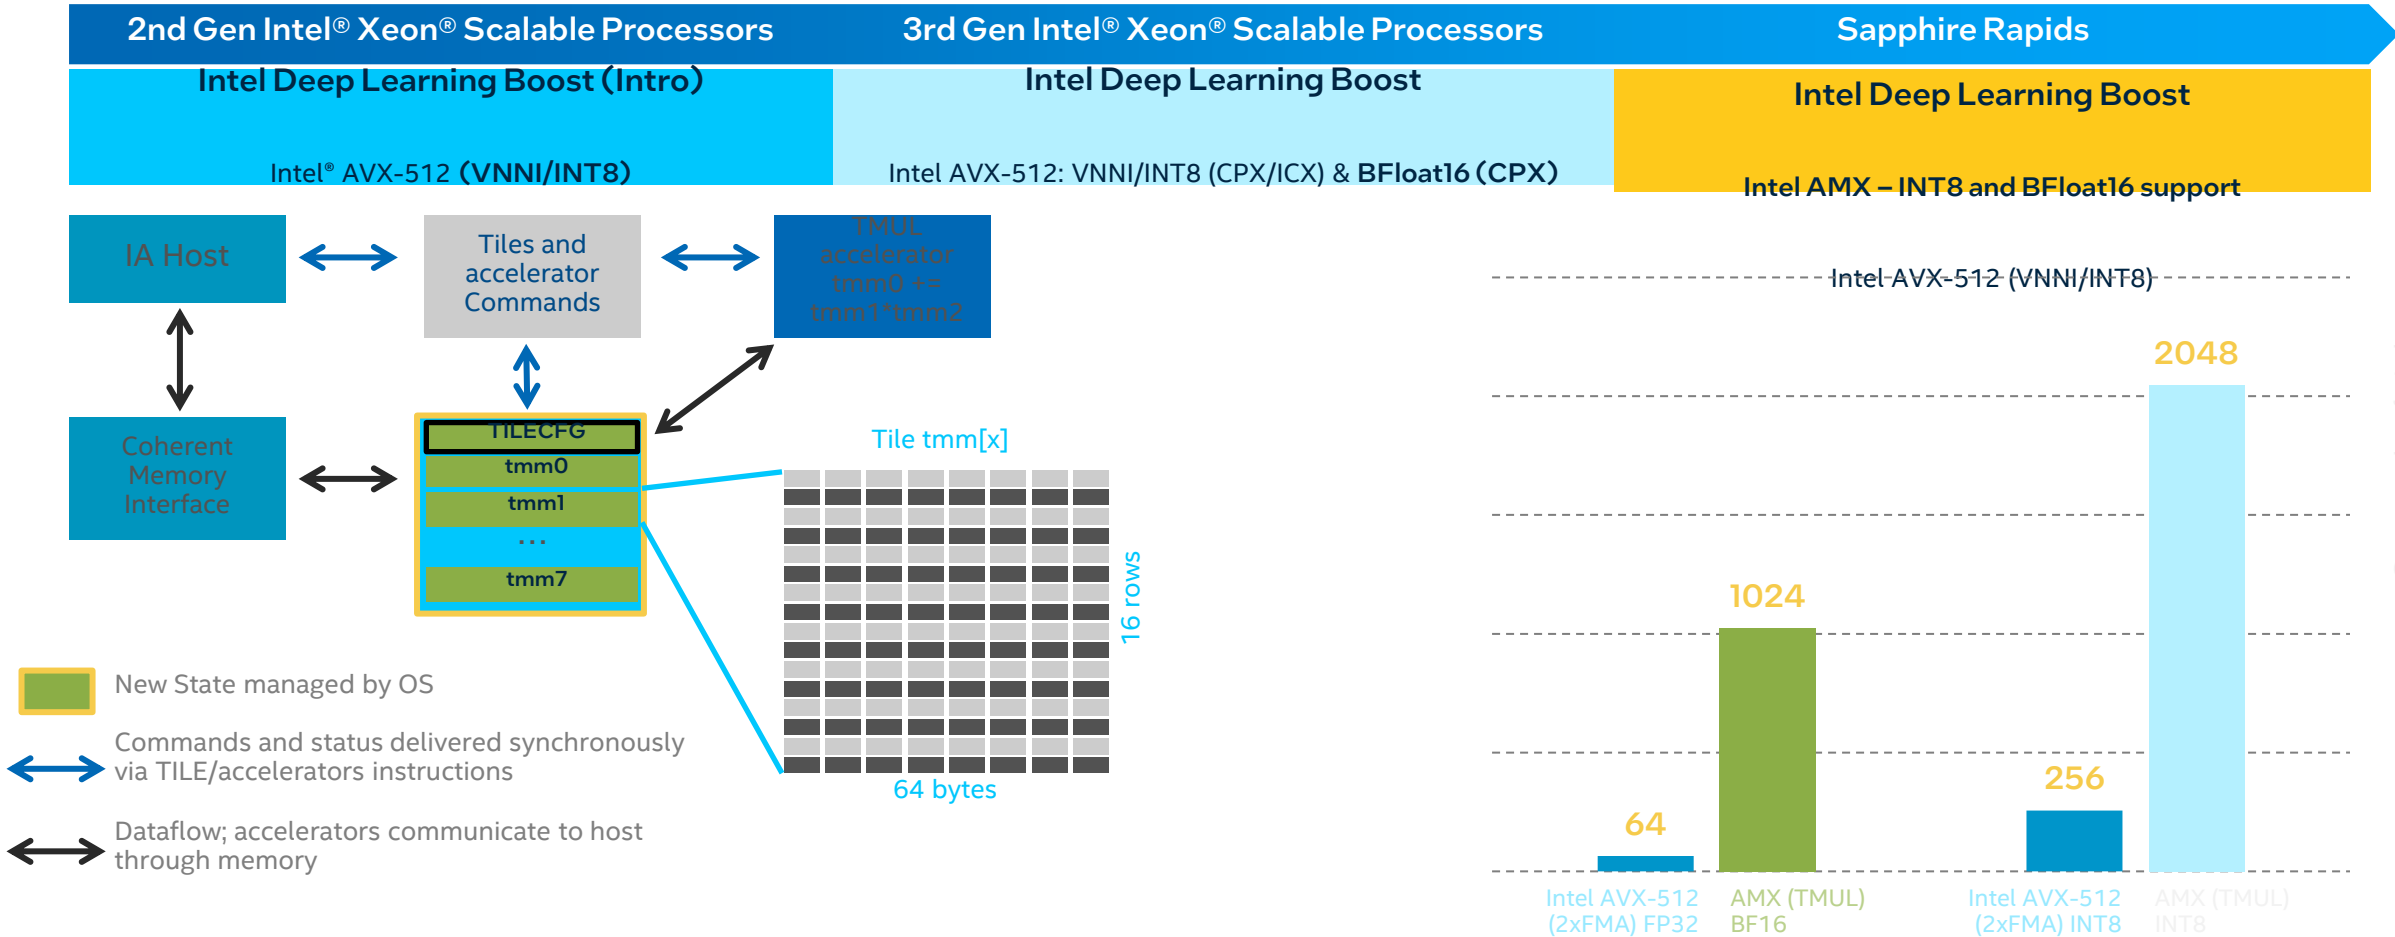 2nd Gen Intel® Xeon® Scalable Processors
3rd Gen Intel® Xeon® Scalable Processors
Sapphire Rapids
Intel Deep Learning Boost (Intro)
Intel® AVX-512 (VNNI/INT8)
Intel Deep Learning Boost
Intel AVX-512: VNNI/INT8 (CPX/ICX) & BFloat16 (CPX)
Intel Deep Learning Boost
Intel AMX – INT8 and BFloat16 support
Intel AVX-512 (VNNI/INT8)
IA Host
Tiles and
accelerator
Commands
TMUL
accelerator
tmm0 +=
tmm1*tmm2
Coherent
Memory
Interface
TILECFG
tmm0
tmm1
...
tmm7
Tile tmm[x]
16 rows
64 bytes
New State managed by OS
Commands and status delivered synchronously
via TILE/accelerators instructions
Dataflow; accelerators communicate to host
through memory
64
1024
256
2048
Intel AVX-512
(2xFMA) FP32
AMX (TMUL)
BF16
Intel AVX-512
(2xFMA) INT8
AMX (TMUL)
INT8